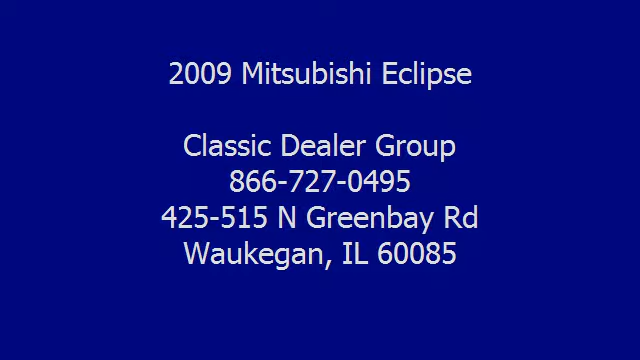 2009 Mitsubishi Eclipse
Classic Dealer Group
866-727-0495
425-515 N Greenbay Rd
Waukegan, IL 60085